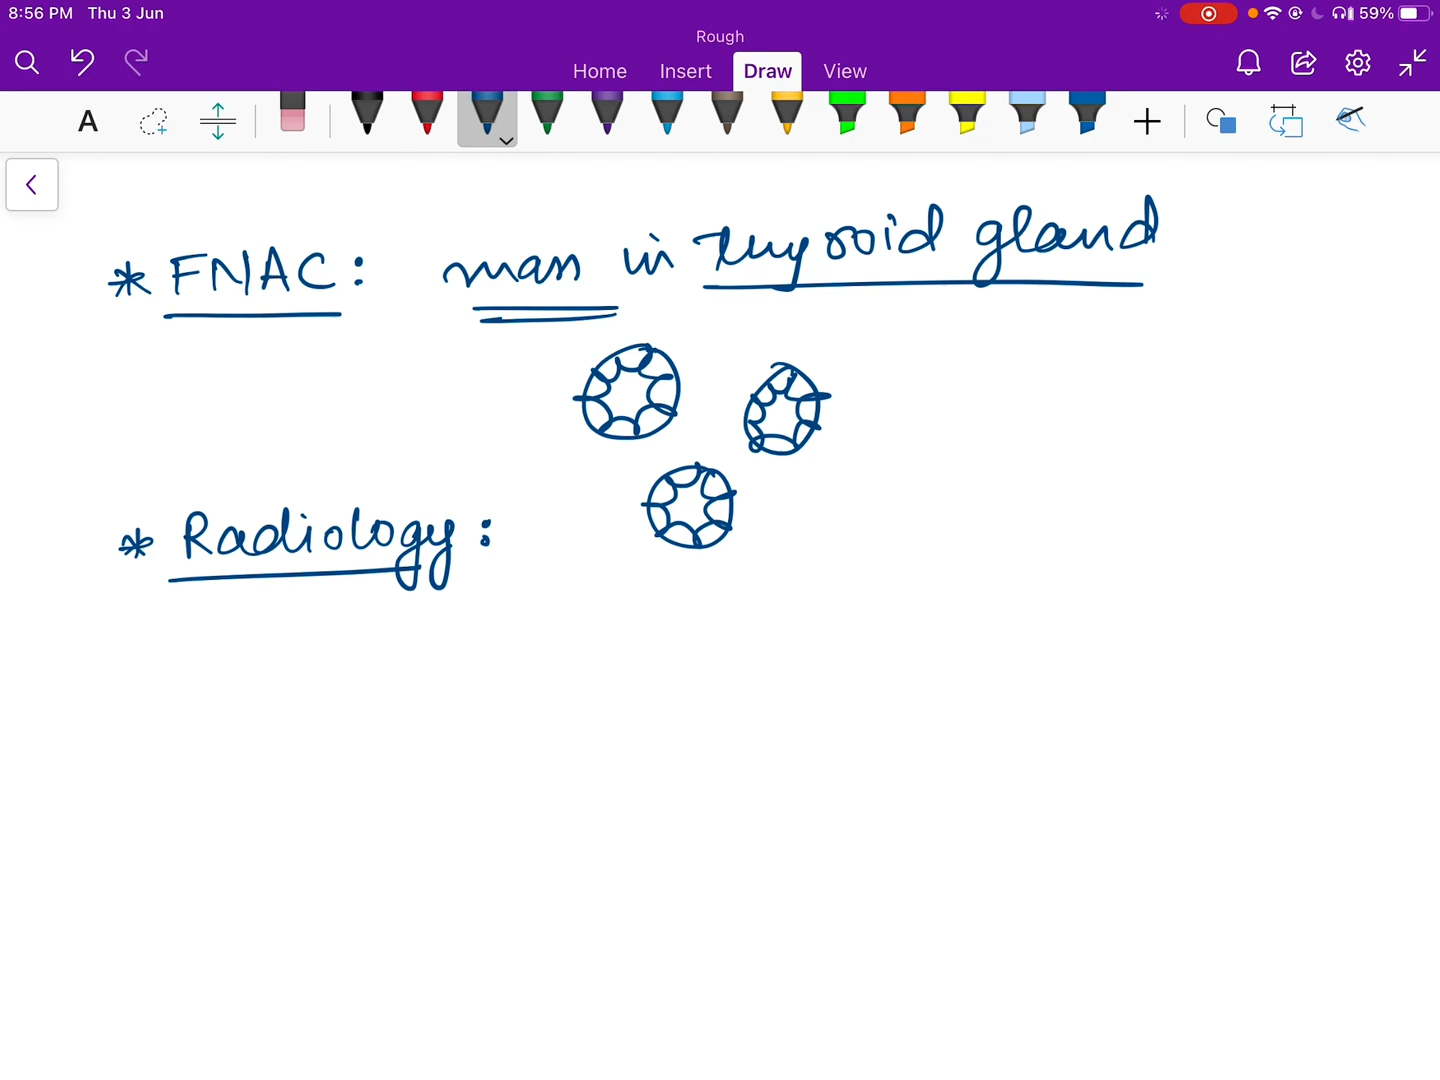 8:56 PM Thu 3 Jun
59%
Rough
Home Insert Draw View
A
* FNAC: mass in thyroid gland
* Radiology: